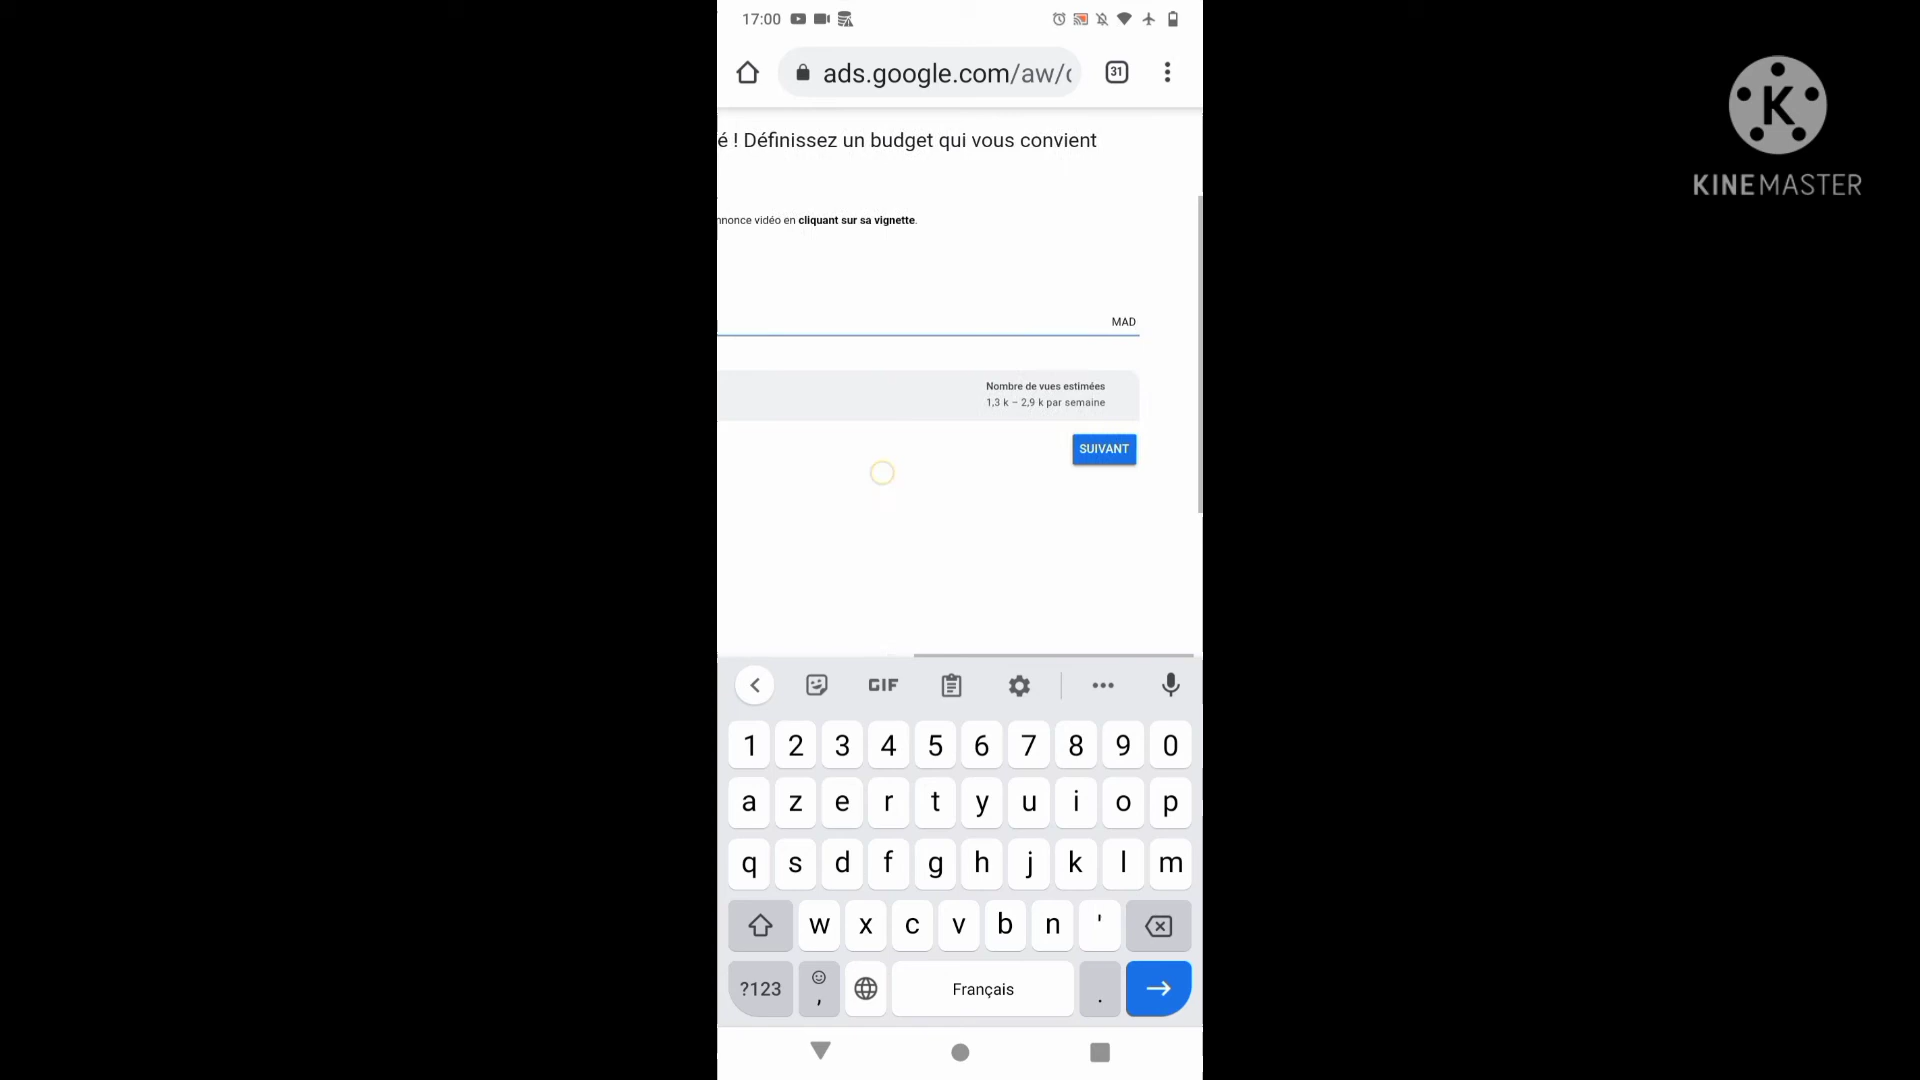 17:00
ads.google.com/aw/
31
é ! Définissez un budget qui vous convient
nnonce vidéo en cliquant sur sa vignette.
MAD
Nombre de vues estimées
1,3 k – 2,9 k par semaine
SUIVANT
GIF
1 2 3 4 5 6 7 8 9 0
a z e r t y u i o p
q s d f g h j k l m
w x c v b n '
?123 , Français .
K
KINEMASTER